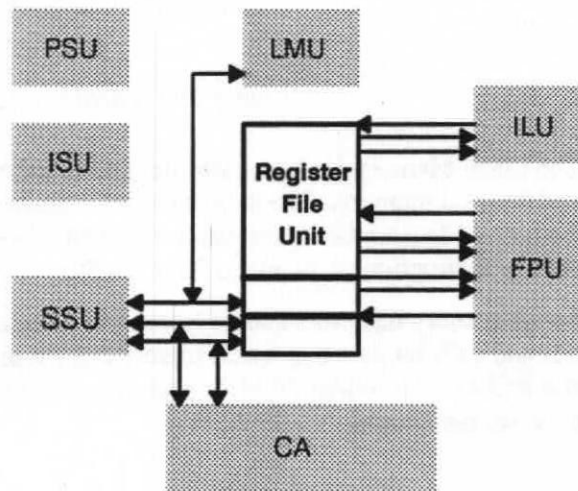 PSU
LMU
ILU
ISU
Register
File
Unit
FPU
SSU
CA